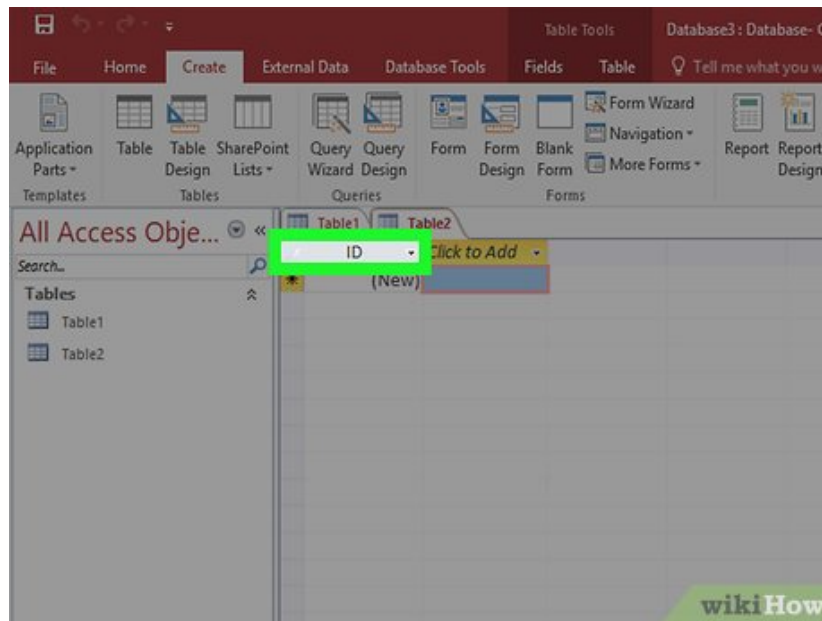 Table Tools
Database3 : Database-
File Home Create External Data Database Tools Fields Table Tell me what you w
Application Parts
Table
Table Design
SharePoint Lists
Query Wizard
Query Design
Form
Form Design
Blank Form
Form Wizard
Navigation
More Forms
Report
Report Design
Templates
Tables
Queries
Forms
All Access Obje...
Search...
Tables
Table1
Table2
Table1 Table2
ID Click to Add
(New)
wikiHow